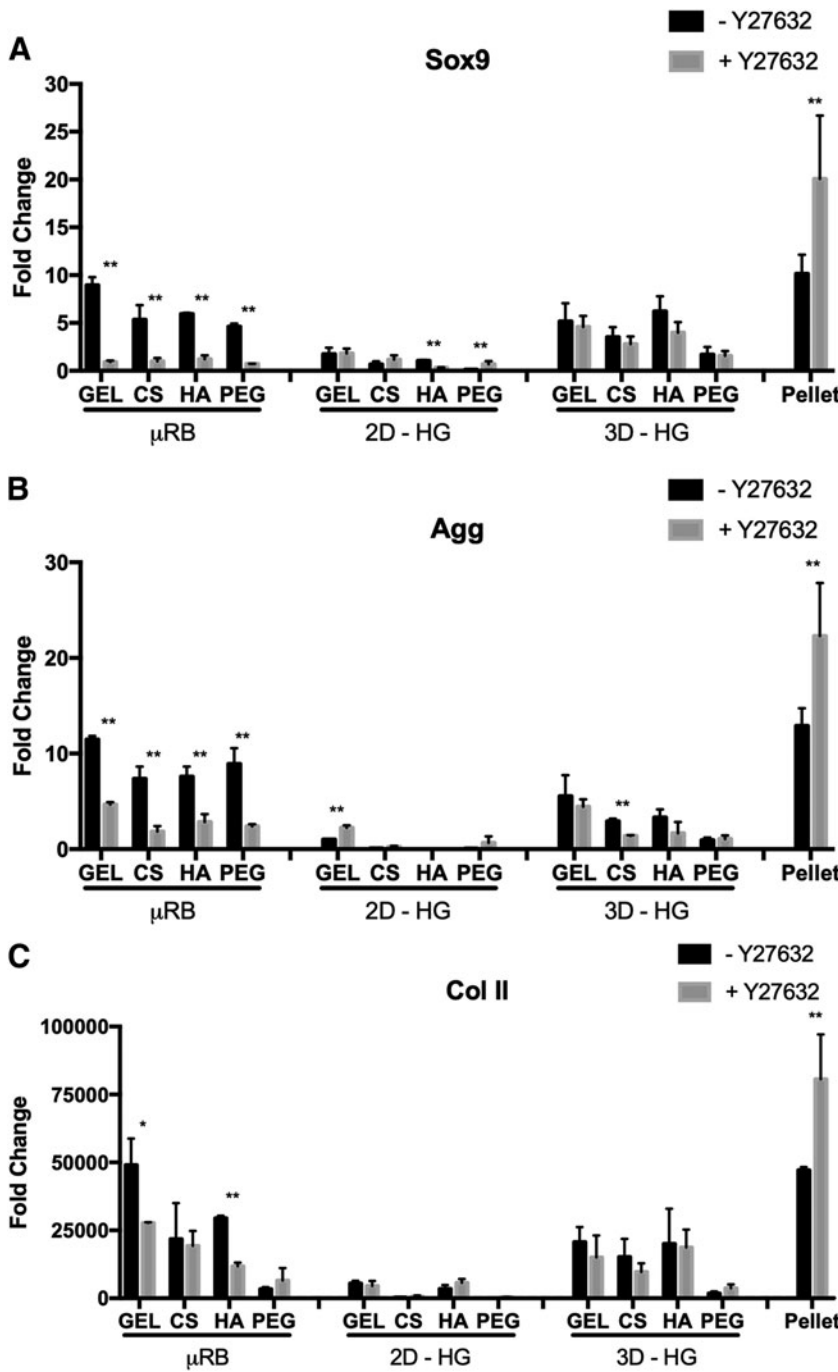 A
Sox9
- Y27632
+ Y27632
Fold Change
30
20
10
5
0
** ** ** ** ** ** **
GEL CS HA PEG GEL CS HA PEG GEL CS HA PEG Pellet
μRB 2D - HG 3D - HG
B
Agg
- Y27632
+ Y27632
Fold Change
30
20
10
0
** ** ** ** ** ** **
GEL CS HA PEG GEL CS HA PEG GEL CS HA PEG Pellet
μRB 2D - HG 3D - HG
C
Col II
- Y27632
+ Y27632
Fold Change
100000
75000
50000
25000
0
* ** **
GEL CS HA PEG GEL CS HA PEG GEL CS HA PEG Pellet
μRB 2D - HG 3D - HG